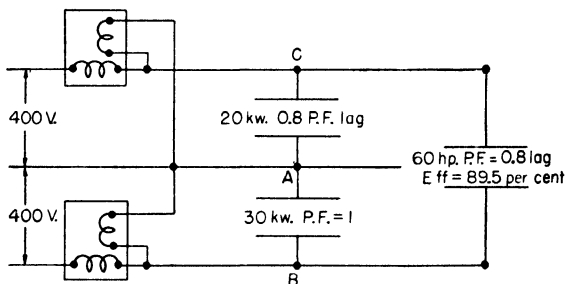 C
400 V.
20 kw. 0.8 P.F. lag
60 hp. P.F. = 0.8 lag
Eff = 89.5 per cent
A
400 V.
30 kw. P.F. = 1
B